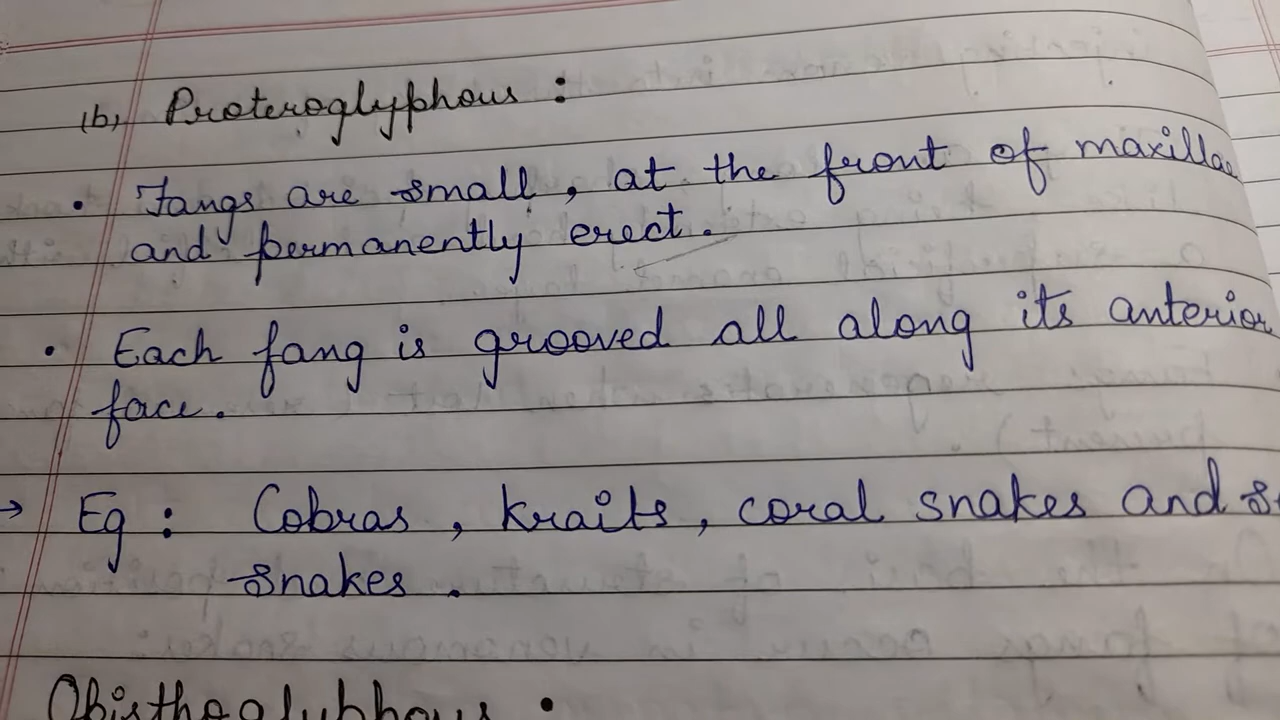 (b) Proteroglyphous :
• Fangs are small, at the front of maxillae
and permanently erect.
• Each fang is grooved all along its anterior
face.
→ Eg : Cobras, kraits, coral snakes and
snakes.
Opisthoglyphous :